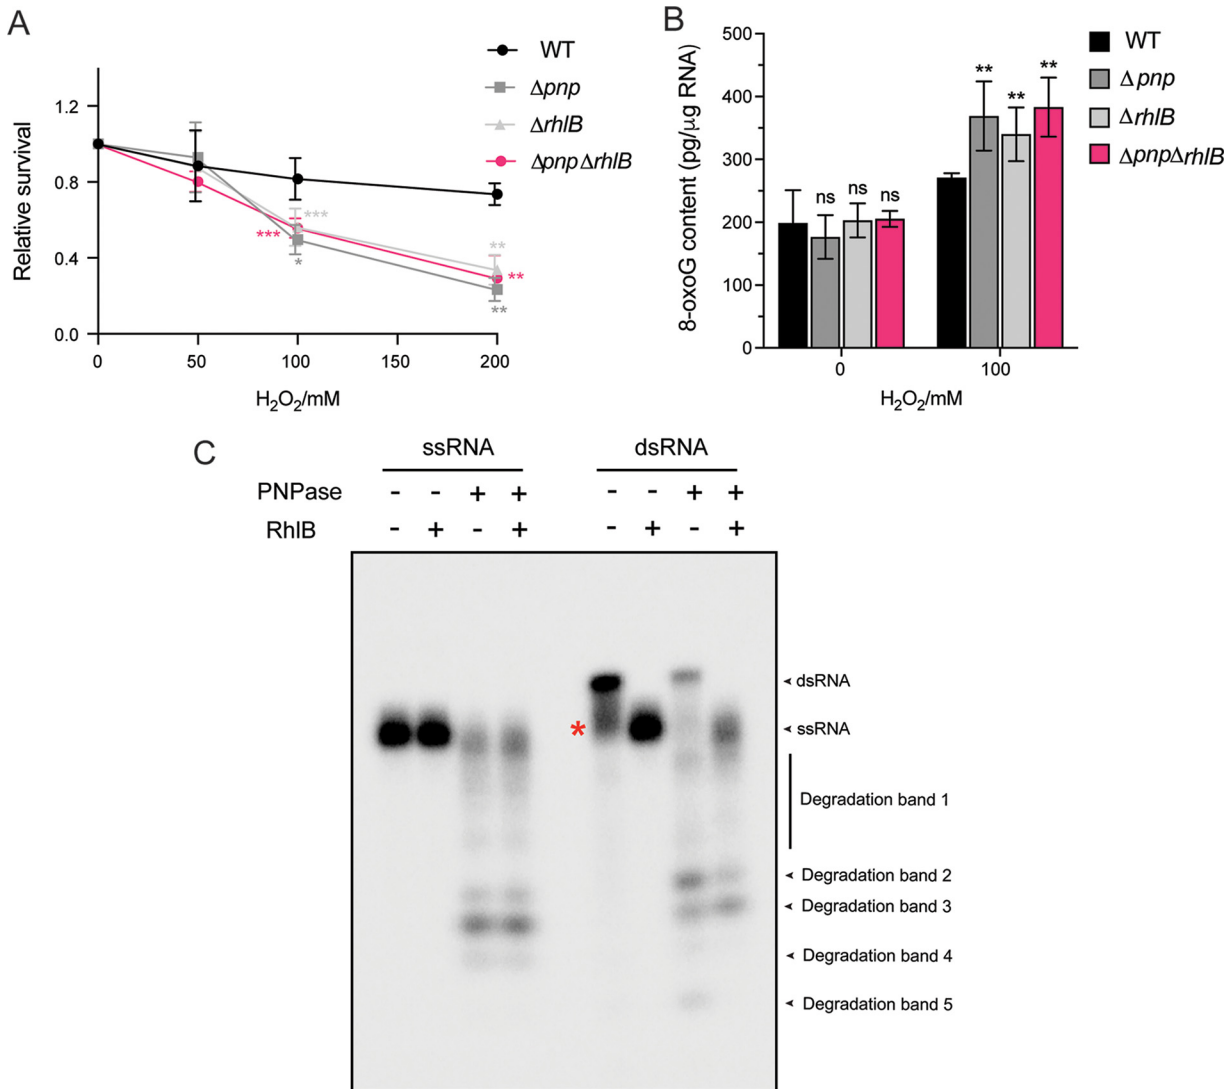 A
WT
Δpnp
ΔrhlB
ΔpnpΔrhlB
Relative survival
1.2
0.8
0.4
0.0
***
***
*
**
**
**
0 50 100 150 200
H₂O₂/mM
B
WT
Δpnp
ΔrhlB
ΔpnpΔrhlB
8-oxoG content (pg/μg RNA)
500
400
300
200
100
0
ns ns ns
** ** **
0 100
H₂O₂/mM
C
ssRNA dsRNA
PNPase - - + + - - + +
RhlB - + - + - + - +
*
dsRNA
ssRNA
Degradation band 1
Degradation band 2
Degradation band 3
Degradation band 4
Degradation band 5